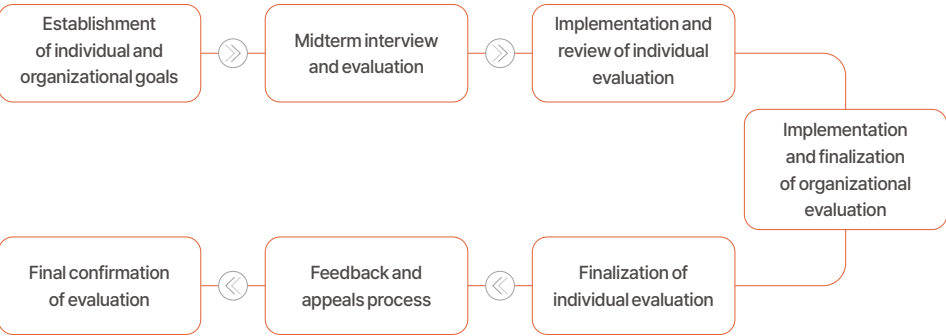 Establishment
of individual and
organizational goals
Midterm interview
and evaluation
Implementation and
review of individual
evaluation
Implementation
and finalization
of organizational
evaluation
Finalization of
individual evaluation
Feedback and
appeals process
Final confirmation
of evaluation